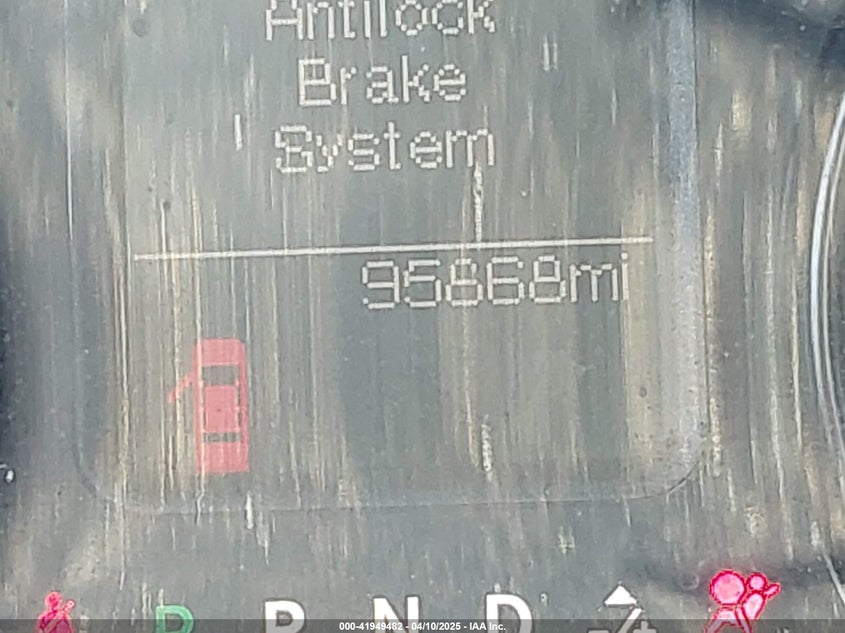 Antilock
Brake
System
95868mi
P R N D
000-41949482 - 04/10/2025 - IAA Inc.